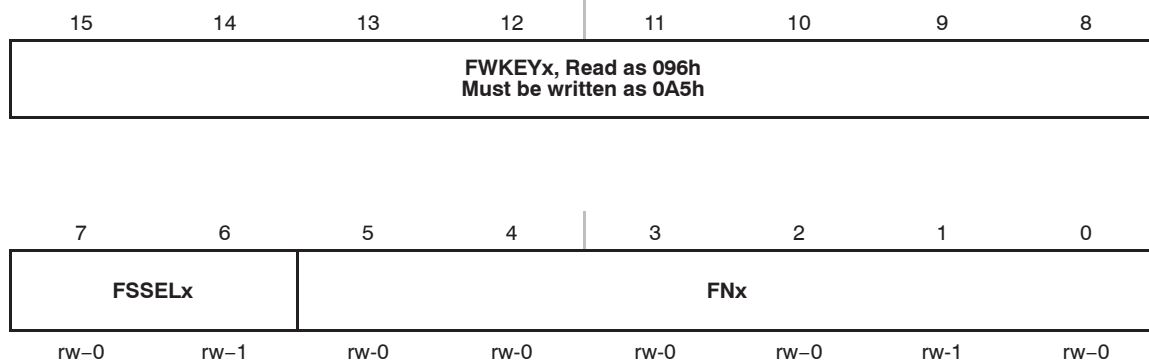 15 14 13 12 11 10 9 8
FWKEYx, Read as 096h
Must be written as 0A5h
7 6 5 4 3 2 1 0
FSSELx FNx
rw−0 rw−1 rw-0 rw-0 rw-0 rw−0 rw-1 rw−0